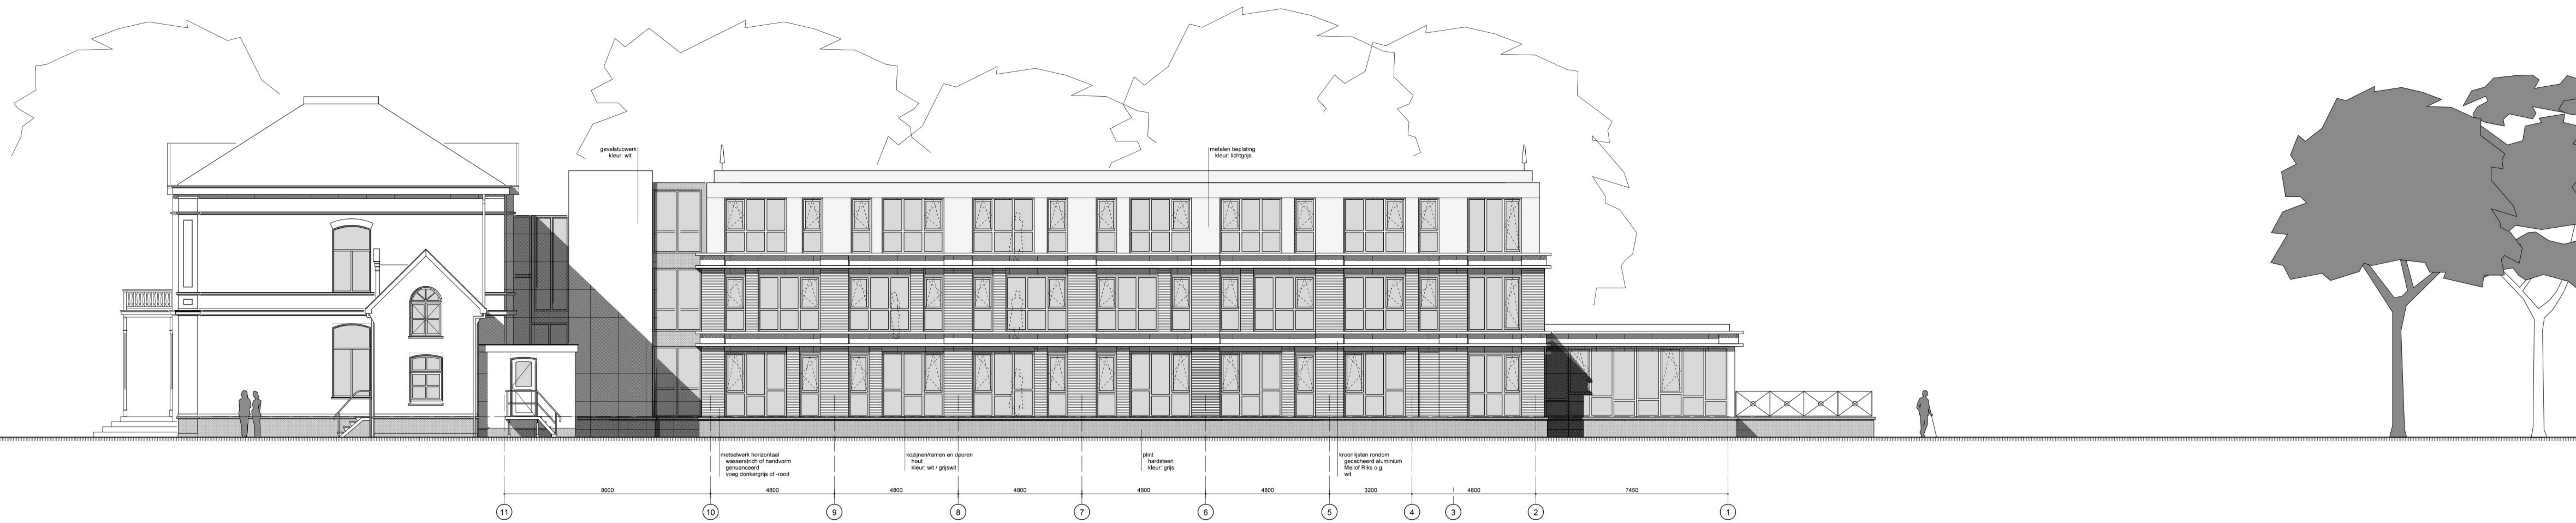 gevelstucwerk
kleur: wit
metalen beplating
kleur: lichtgrijs
metselwerk horizontaal
wasserstrich of handvorm
genuanceerd
voeg donkergrijs of -rood
kozijnen/ramen en deuren
hout
kleur: wit / grijswit
plint
hardsteen
kleur: grijs
kroonlijsten rondom
gecacheerd aluminium
Meilof Riks o.g.
wit
8000 4800 4800 4800 4800 4800 3200 4800 7450
11 10 9 8 7 6 5 4 3 2 1